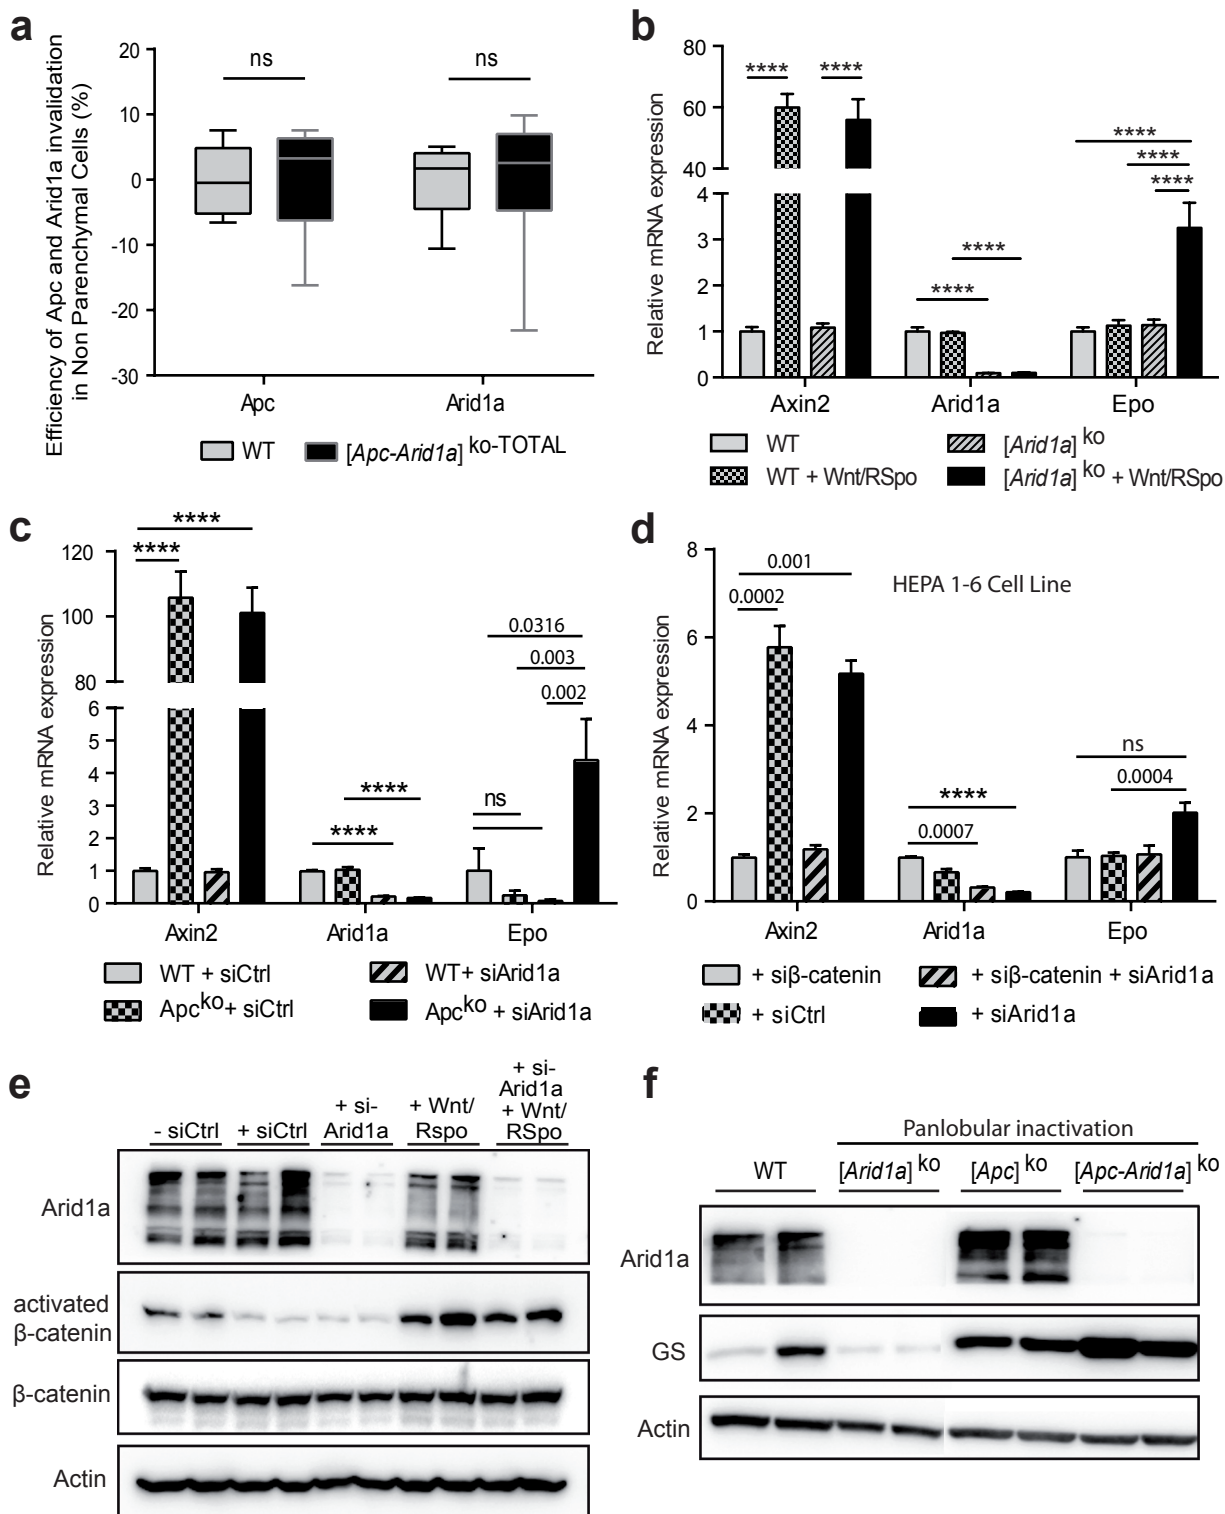 a
Efficiency of Apc and Arid1a invalidation
in Non Parenchymal Cells (%)
20
10
0
-10
-20
-30
ns
ns
Apc
Arid1a
WT
[Apc-Arid1a] ko-TOTAL
b
Relative mRNA expression
80
60
40
4
3
2
1
0
****
****
****
****
****
****
****
Axin2
Arid1a
Epo
WT
[Arid1a] ko
WT + Wnt/RSpo
[Arid1a] ko + Wnt/RSpo
c
Relative mRNA expression
120
100
80
6
5
4
3
2
1
0
****
****
****
****
ns
0.0316
0.003
0.002
Axin2
Arid1a
Epo
WT + siCtrl
WT+ siArid1a
Apcko+ siCtrl
Apcko + siArid1a
d
Relative mRNA expression
8
6
4
2
0
HEPA 1-6 Cell Line
0.001
0.0002
****
0.0007
ns
0.0004
Axin2
Arid1a
Epo
+ siβ-catenin
+ siβ-catenin + siArid1a
+ siCtrl
+ siArid1a
e
- siCtrl
+ siCtrl
+ si-
Arid1a
+ Wnt/
Rspo
+ si-
Arid1a
+ Wnt/
RSpo
Arid1a
activated
β-catenin
β-catenin
Actin
f
Panlobular inactivation
WT
[Arid1a] ko
[Apc] ko
[Apc-Arid1a] ko
Arid1a
GS
Actin